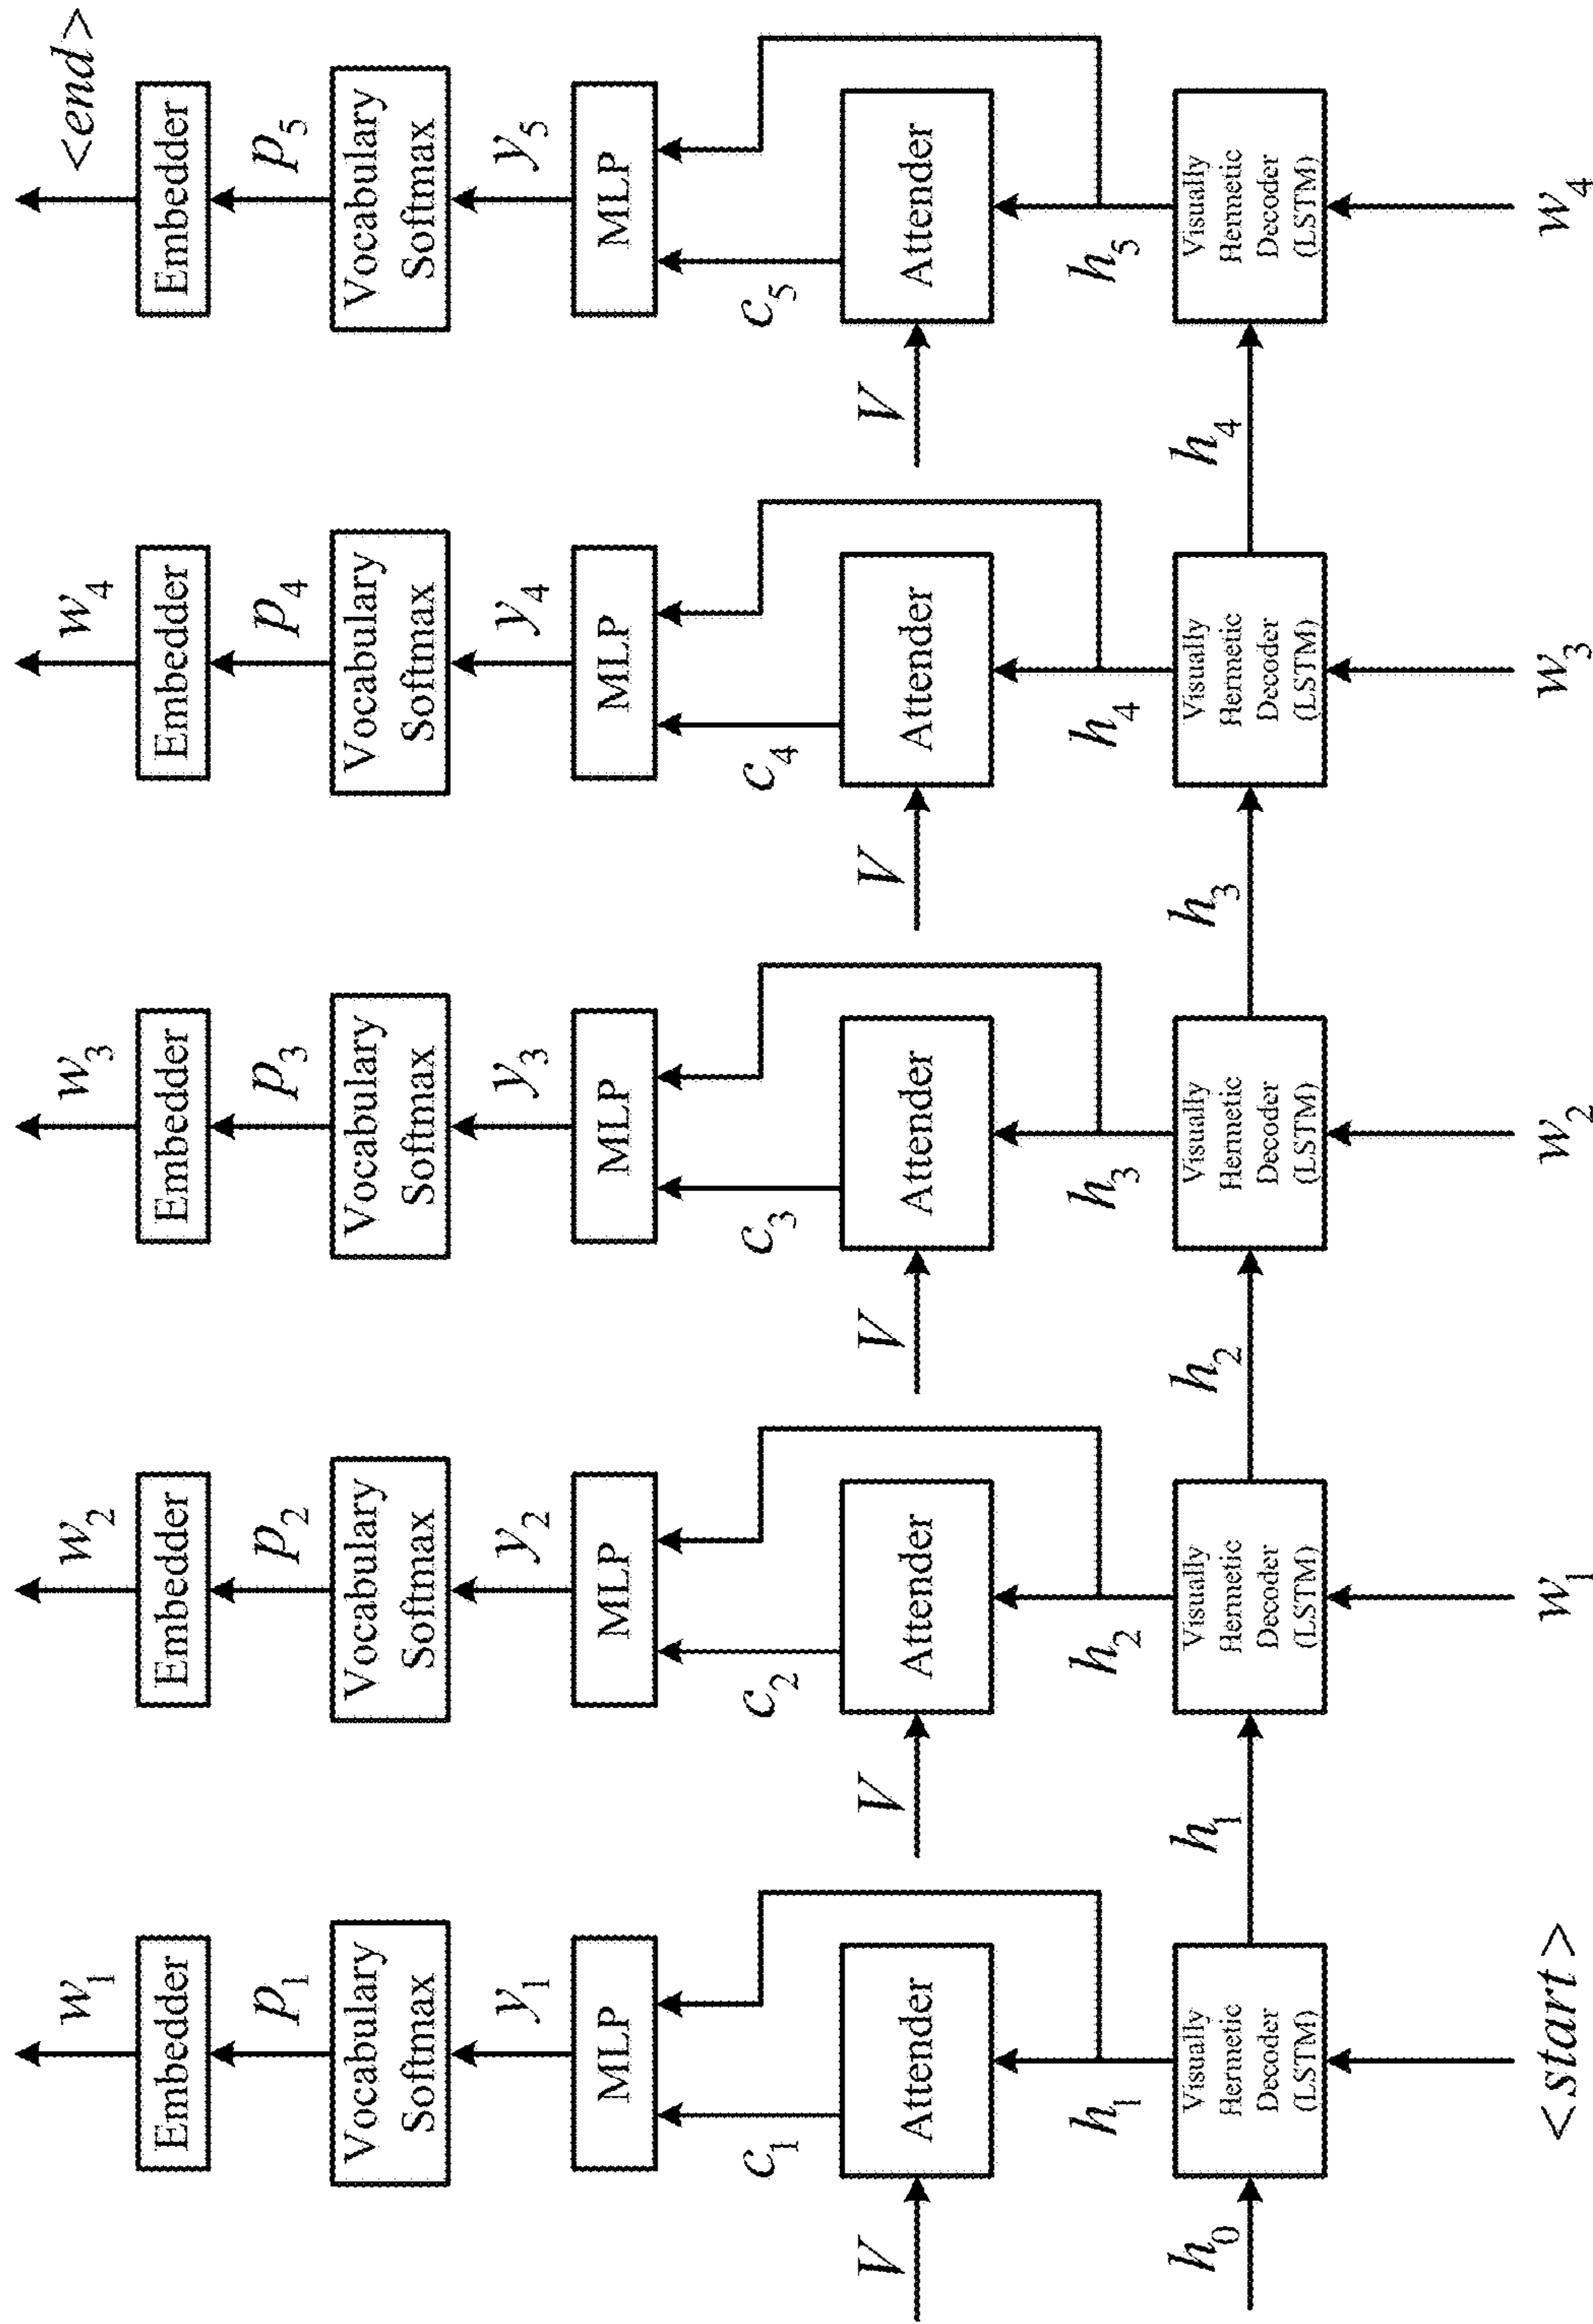 w1 w2 w3 w4 <end>
Embedder Embedder Embedder Embedder Embedder
p1 p2 p3 p4 p5
Vocabulary Vocabulary Vocabulary Vocabulary Vocabulary
Softmax Softmax Softmax Softmax Softmax
y1 y2 y3 y4 y5
MLP MLP MLP MLP MLP
c1 c2 c3 c4 c5
V Attender V Attender V Attender V Attender V Attender
h1 h2 h3 h4 h5
h0 h1 h2 h3 h4
Visually Visually Visually Visually Visually
Hermetic Hermetic Hermetic Hermetic Hermetic
Decoder Decoder Decoder Decoder Decoder
(LSTM) (LSTM) (LSTM) (LSTM) (LSTM)
<start> w1 w2 w3 w4